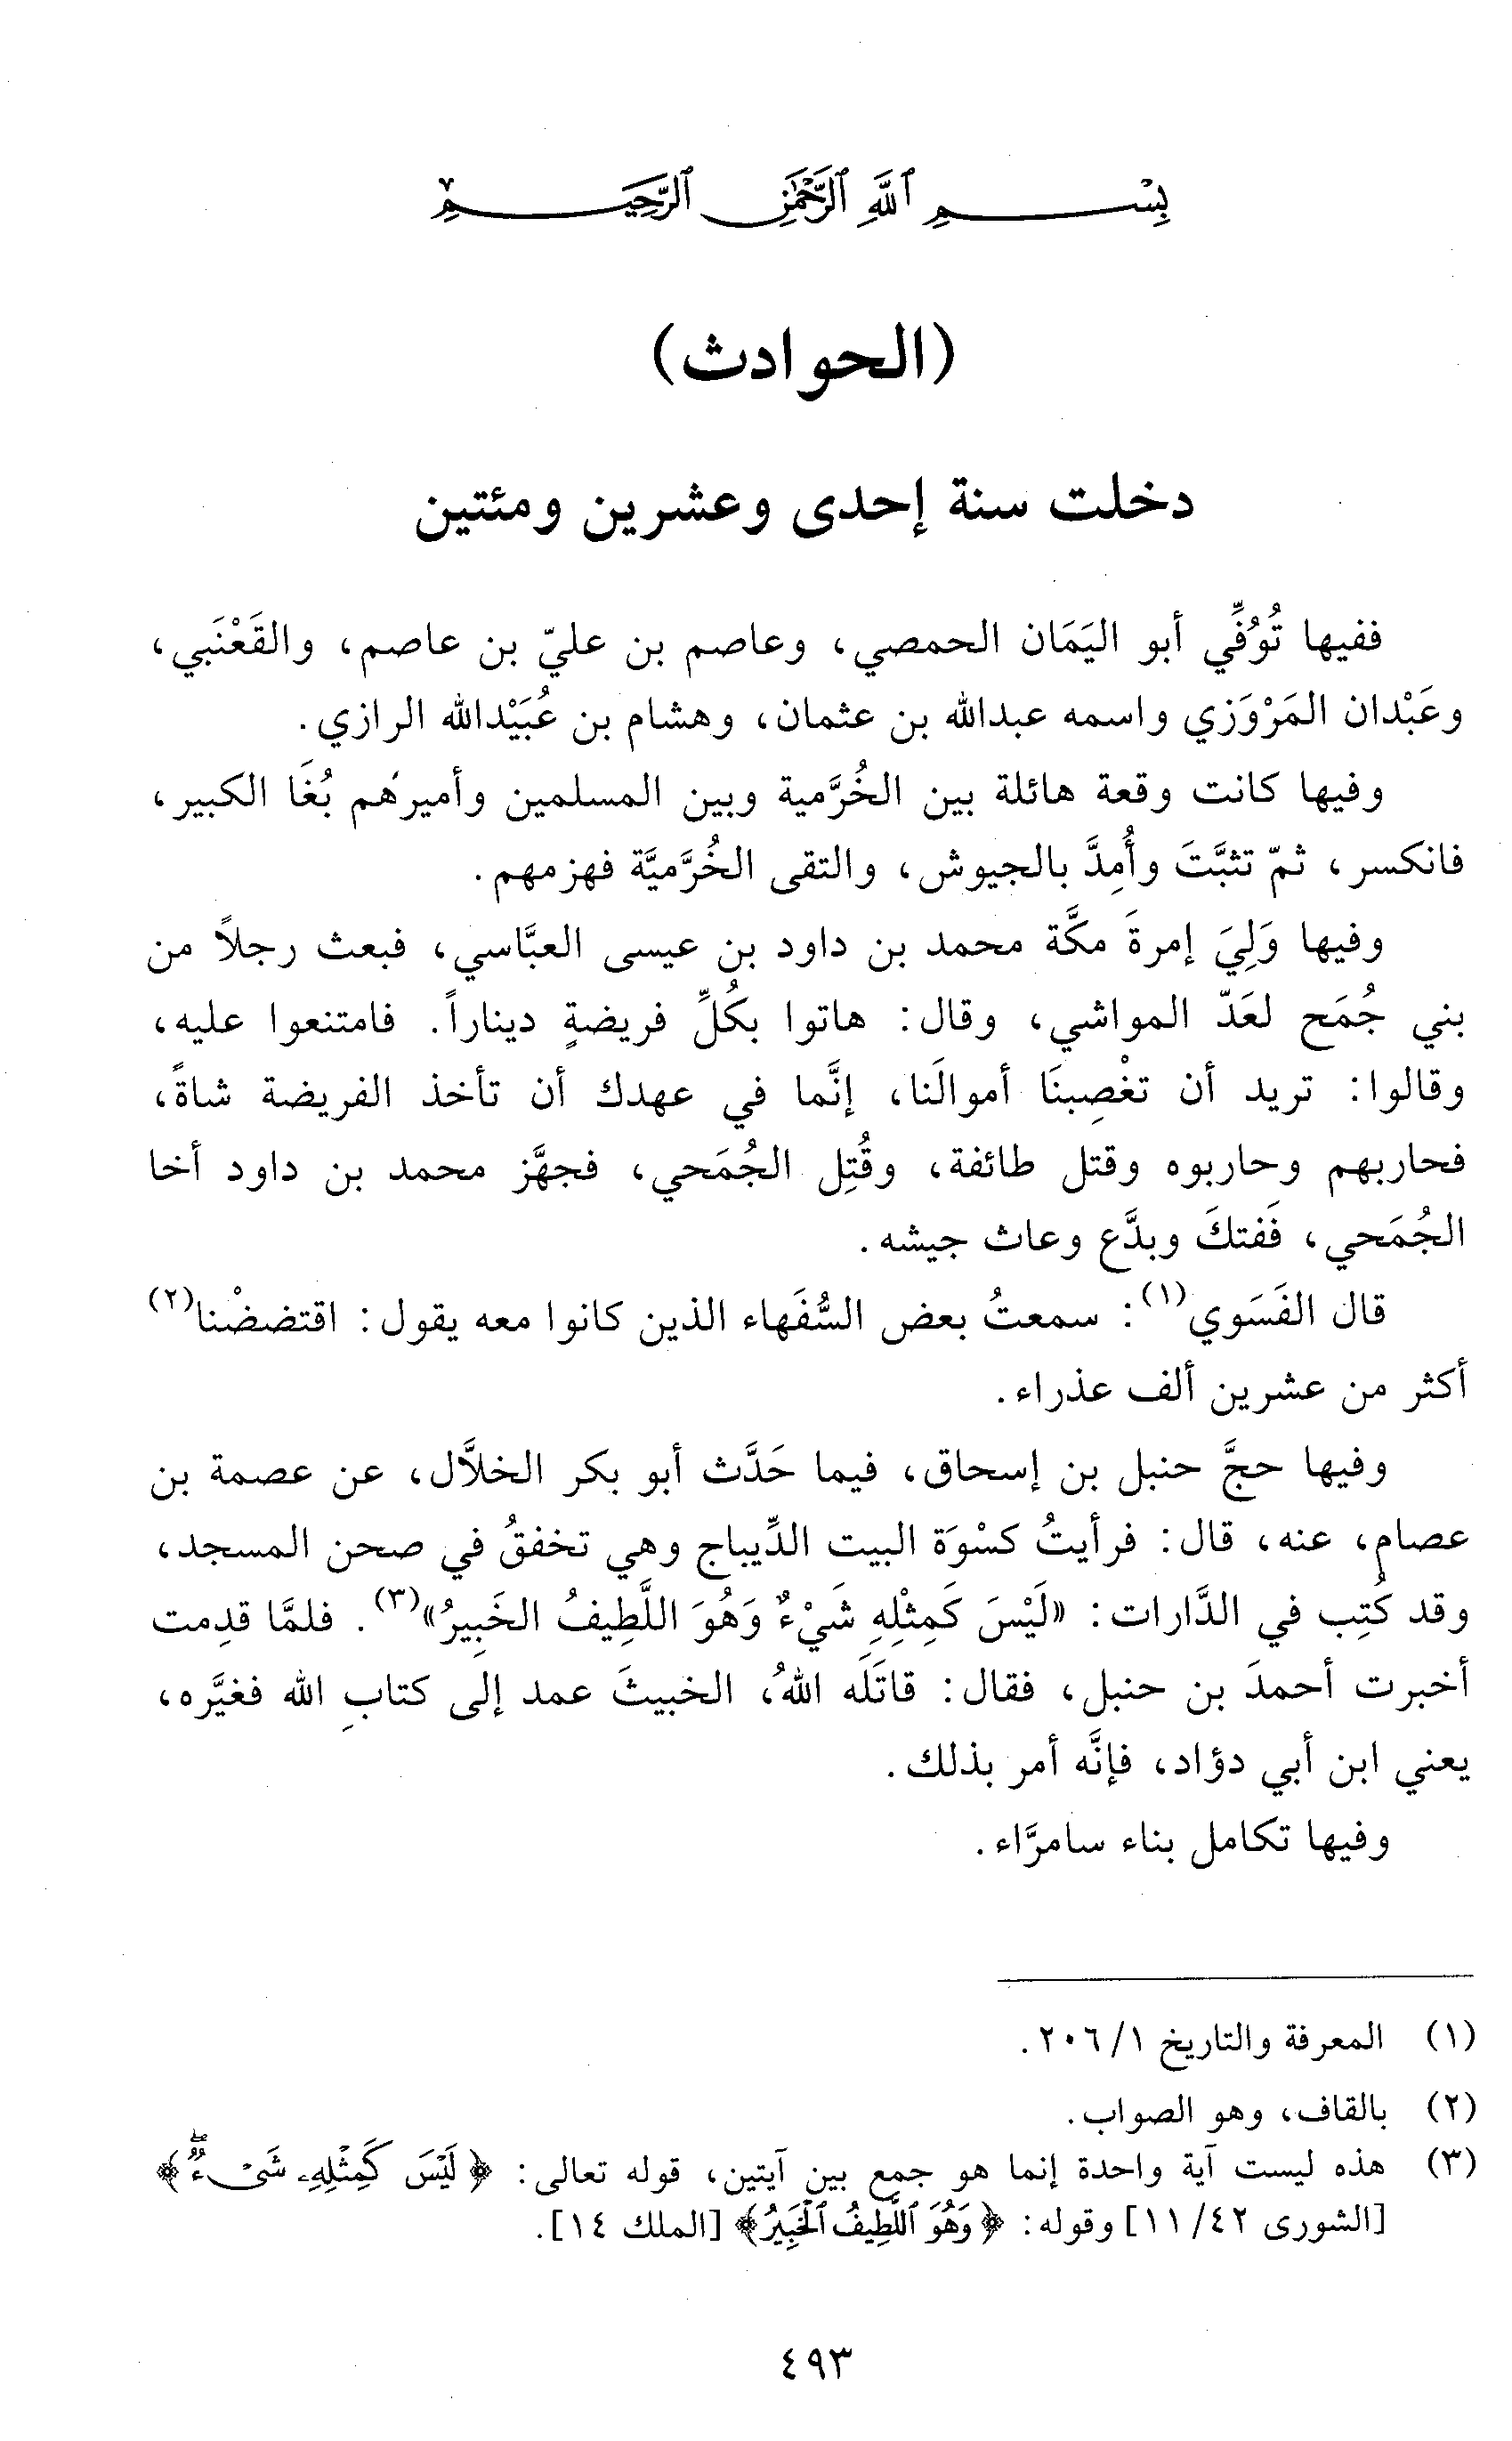 بِسْمِ ٱللَّهِ ٱلرَّحْمَٰنِ ٱلرَّحِيمِ
(الحوادث)
دخلت سنة إحدى وعشرين ومئتين
ففيها تُوُفِّي أبو اليَمَان الحمصي، وعاصم بن عليّ بن عاصم، والقَعْنَبي،
وعَبْدان المَرْوَزي واسمه عبدالله بن عثمان، وهشام بن عُبَيْدالله الرازي.
وفيها كانت وقعة هائلة بين الخُرَّمية وبين المسلمين وأميرُهم بُغَا الكبير،
فانكسر، ثمّ تثبَّتَ وأُمِدَّ بالجيوش، والتقى الخُرَّميَّة فهزمهم.
وفيها وَلِيَ إمرةَ مكَّة محمد بن داود بن عيسى العبَّاسي، فبعث رجلاً من
بني جُمَح لعَدّ المواشي، وقال: هاتوا بكُلِّ فريضةٍ ديناراً. فامتنعوا عليه،
وقالوا: تريد أن تغْصِبنَا أموالَنا، إنَّما في عهدك أن تأخذ الفريضة شاةً،
فحاربهم وحاربوه وقتل طائفة، وقُتِل الجُمَحي، فجهَّز محمد بن داود أخا
الجُمَحي، فَفتكَ وبدَّع وعاث جيشه.
قال الفَسَوي(١): سمعتُ بعض السُّفَهاء الذين كانوا معه يقول: اقتضضْنا(٢)
أكثر من عشرين ألف عذراء.
وفيها حجَّ حنبل بن إسحاق، فيما حَدَّث أبو بكر الخلاَّل، عن عصمة بن
عصام، عنه، قال: فرأيتُ كسْوَة البيت الدِّيباج وهي تخفقُ في صحن المسجد،
وقد كُتِب في الدَّارات: «لَيْسَ كَمِثْلِهِ شَيْءٌ وَهُوَ اللَّطِيفُ الخَبِيرُ»(٣). فلمَّا قدِمت
أخبرت أحمدَ بن حنبل، فقال: قاتَلَه اللهُ، الخبيثَ عمد إلى كتابِ الله فغيَّره،
يعني ابن أبي دؤاد، فإنَّه أمر بذلك.
وفيها تكامل بناء سامرَّاء.
(١) المعرفة والتاريخ ١/ ٢٠٦.
(٢) بالقاف، وهو الصواب.
(٣) هذه ليست آية واحدة إنما هو جمع بين آيتين، قوله تعالى: ﴿لَيْسَ كَمِثْلِهِۦ شَىْءٌ﴾
[الشورى ٤٢/ ١١] وقوله: ﴿وَهُوَ ٱللَّطِيفُ ٱلْخَبِيرُ﴾ [الملك ١٤].
٤٩٣